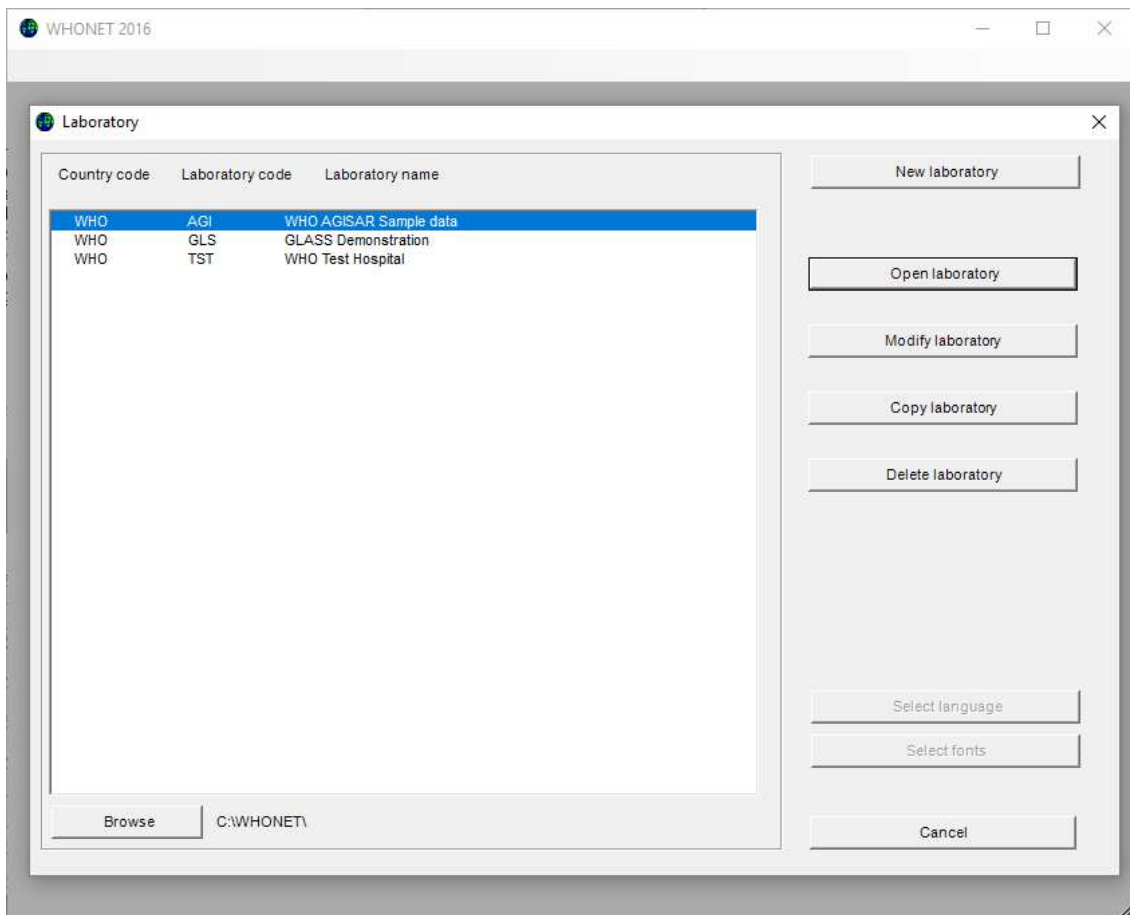 WHONET 2016
Laboratory
Country code Laboratory code Laboratory name
WHO AGI WHO AGISAR Sample data
WHO GLS GLASS Demonstration
WHO TST WHO Test Hospital
New laboratory
Open laboratory
Modify laboratory
Copy laboratory
Delete laboratory
Select language
Select fonts
Browse C:\WHONET\
Cancel